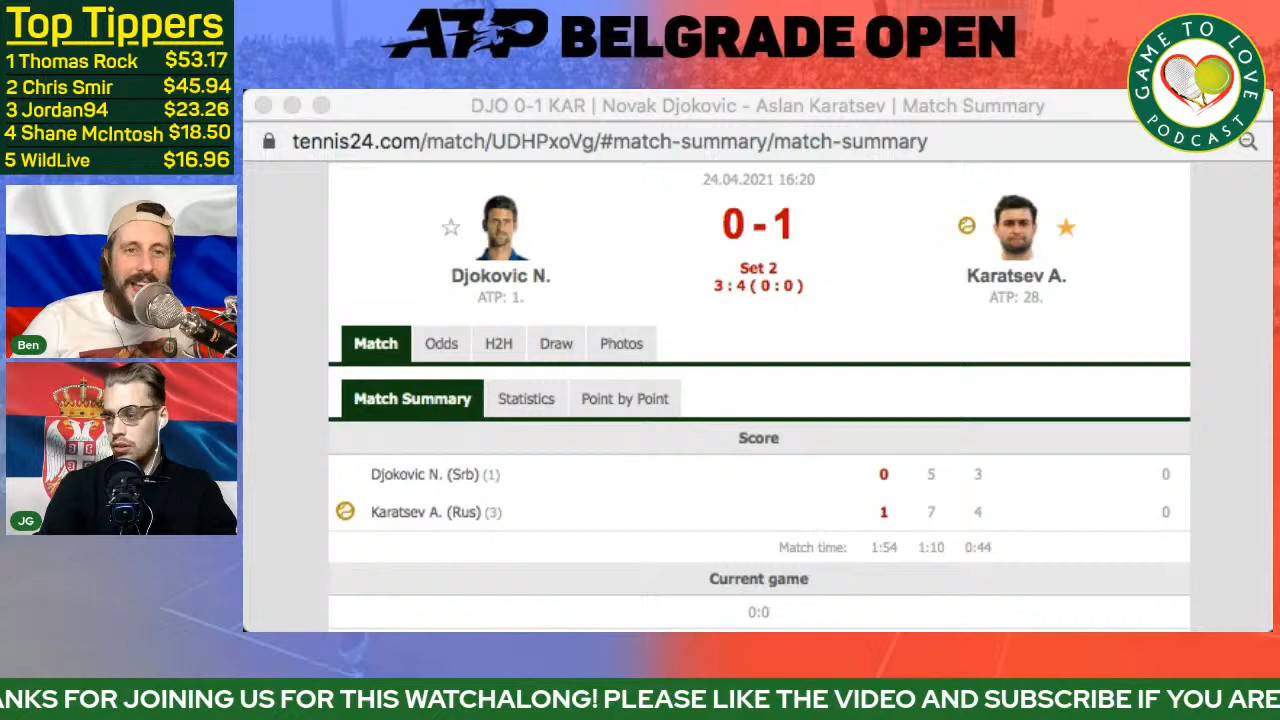 Top Tippers
1 Thomas Rock $53.17
2 Chris Smir $45.94
3 Jordan94 $23.26
4 Shane McIntosh $18.50
5 WildLive $16.96
ATP BELGRADE OPEN
GAME TO LOVE
PODCAST
DJO 0-1 KAR | Novak Djokovic - Aslan Karatsev | Match Summary
tennis24.com/match/UDHPxoVg/#match-summary/match-summary
24.04.2021 16:20
0 - 1
Set 2
3 : 4 ( 0 : 0 )
Djokovic N.
ATP: 1.
Karatsev A.
ATP: 28.
Match Odds H2H Draw Photos
Match Summary Statistics Point by Point
Score
Djokovic N. (Srb) (1) 0 5 3 0
Karatsev A. (Rus) (3) 1 7 4 0
Match time: 1:54 1:10 0:44
Current game
0:0
Ben
JG
ANKS FOR JOINING US FOR THIS WATCHALONG! PLEASE LIKE THE VIDEO AND SUBSCRIBE IF YOU ARE